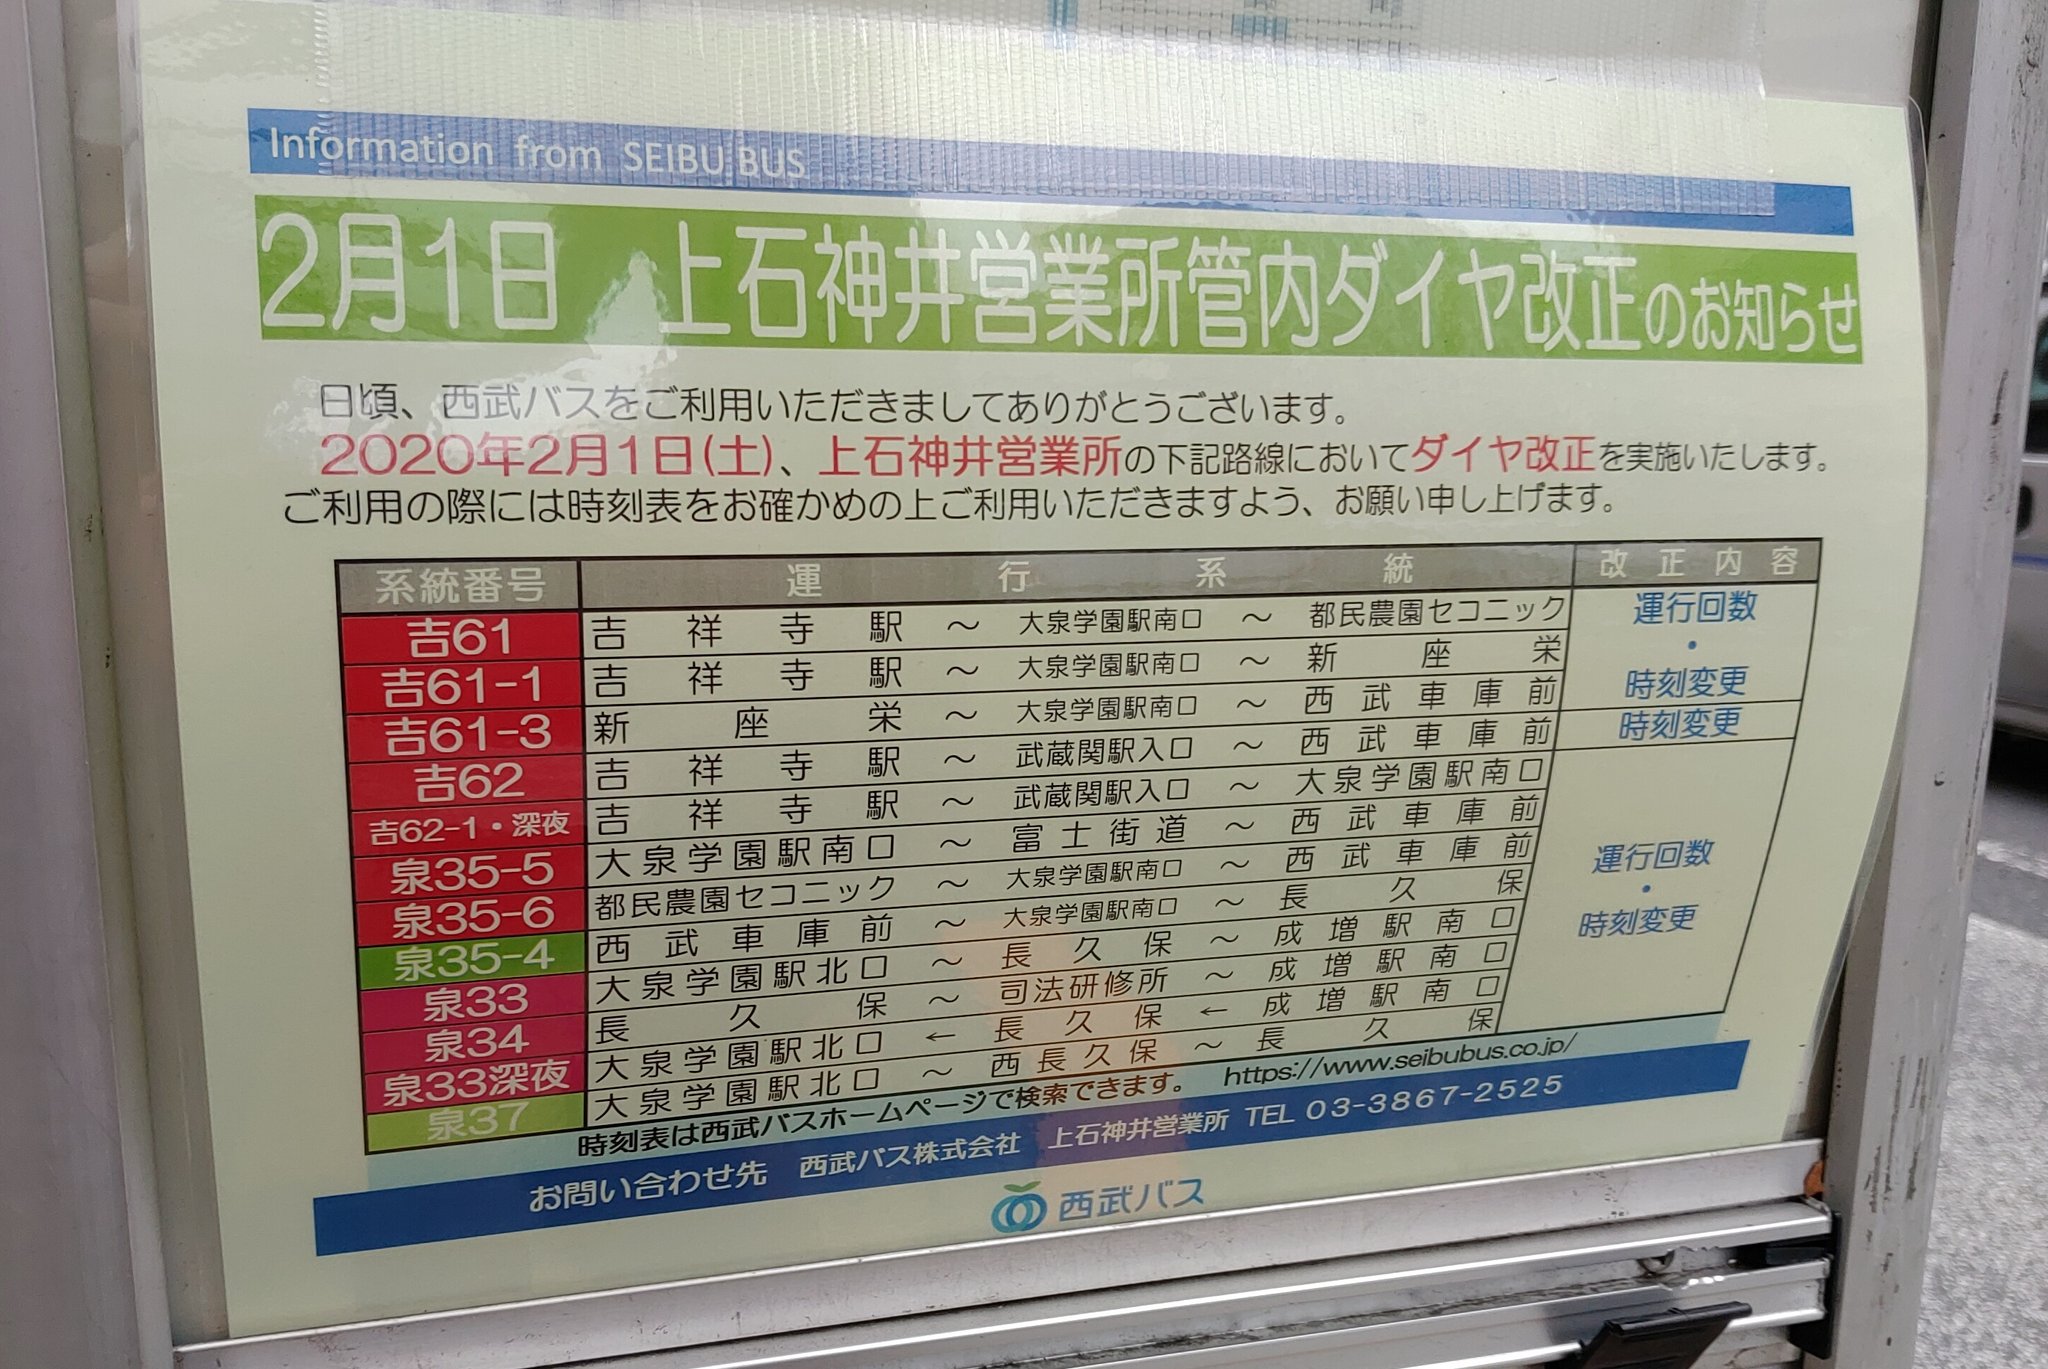 Information from SEIBU BUS
2月1日 上石神井営業所管内ダイヤ改正のお知らせ
日頃、西武バスをご利用いただきましてありがとうございます。
2020年2月1日(土)、上石神井営業所の下記路線においてダイヤ改正を実施いたします。
ご利用の際には時刻表をお確かめの上ご利用いただきますよう、お願い申し上げます。
系統番号 運行系統 改正内容
吉61 吉祥寺駅 ～ 大泉学園駅南口 ～ 都民農園セコニック 運行回数・時刻変更
吉61-1 吉祥寺駅 ～ 大泉学園駅南口 ～ 新座栄
吉61-3 新座栄 ～ 大泉学園駅南口 ～ 西武車庫前
吉62 吉祥寺駅 ～ 武蔵関駅入口 ～ 西武車庫前 時刻変更
吉62-1・深夜 吉祥寺駅 ～ 武蔵関駅入口 ～ 大泉学園駅南口 運行回数・時刻変更
泉35-5 大泉学園駅南口 ～ 富士街道 ～ 西武車庫前
泉35-6 都民農園セコニック ～ 大泉学園駅南口 ～ 西武車庫前
泉35-4 西武車庫前 ～ 大泉学園駅南口 ～ 長久保
泉33 大泉学園駅北口 ～ 長久保 ～ 成増駅南口
泉34 長久保 ～ 司法研修所 ～ 成増駅南口
泉33深夜 大泉学園駅北口 ← 長久保 ← 成増駅南口
泉37 大泉学園駅北口 ～ 西長久保 ～ 長久保
時刻表は西武バスホームページで検索できます。 https://www.seibubus.co.jp/
お問い合わせ先 西武バス株式会社 上石神井営業所 TEL 03-3867-2525
西武バス